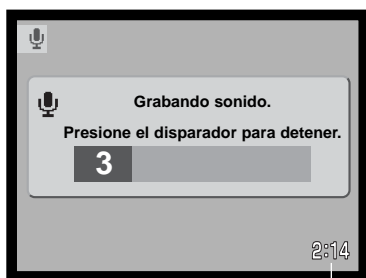 Grabando sonido.
Presione el disparador para detener.
3
2:14